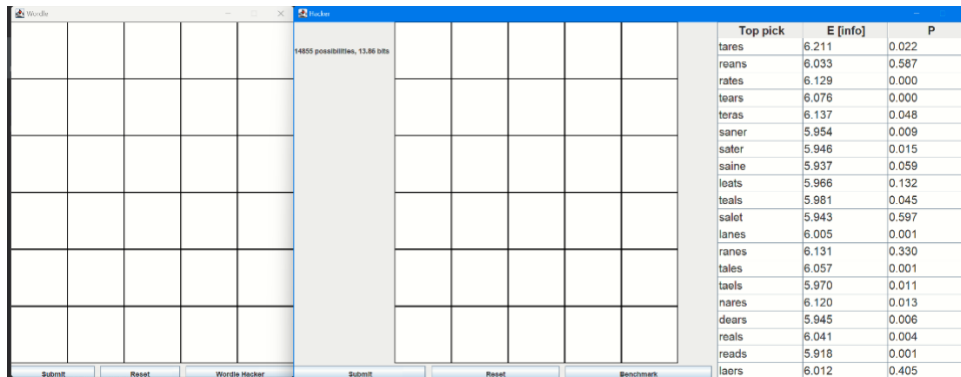 Wordle
Hacker
14855 possibilities, 13.86 bits
Top pick E [info] P
tares 6.211 0.022
reans 6.033 0.587
rates 6.129 0.000
tears 6.076 0.000
teras 6.137 0.048
saner 5.954 0.009
sater 5.946 0.015
saine 5.937 0.059
leats 5.966 0.132
teals 5.981 0.045
salet 5.943 0.597
lanes 6.005 0.001
ranes 6.131 0.330
tales 6.057 0.001
taels 5.970 0.011
nares 6.120 0.013
dears 5.945 0.006
reals 6.041 0.004
reads 5.918 0.001
laers 6.012 0.405
Submit Reset Wordle Hacker
Submit Reset Benchmark